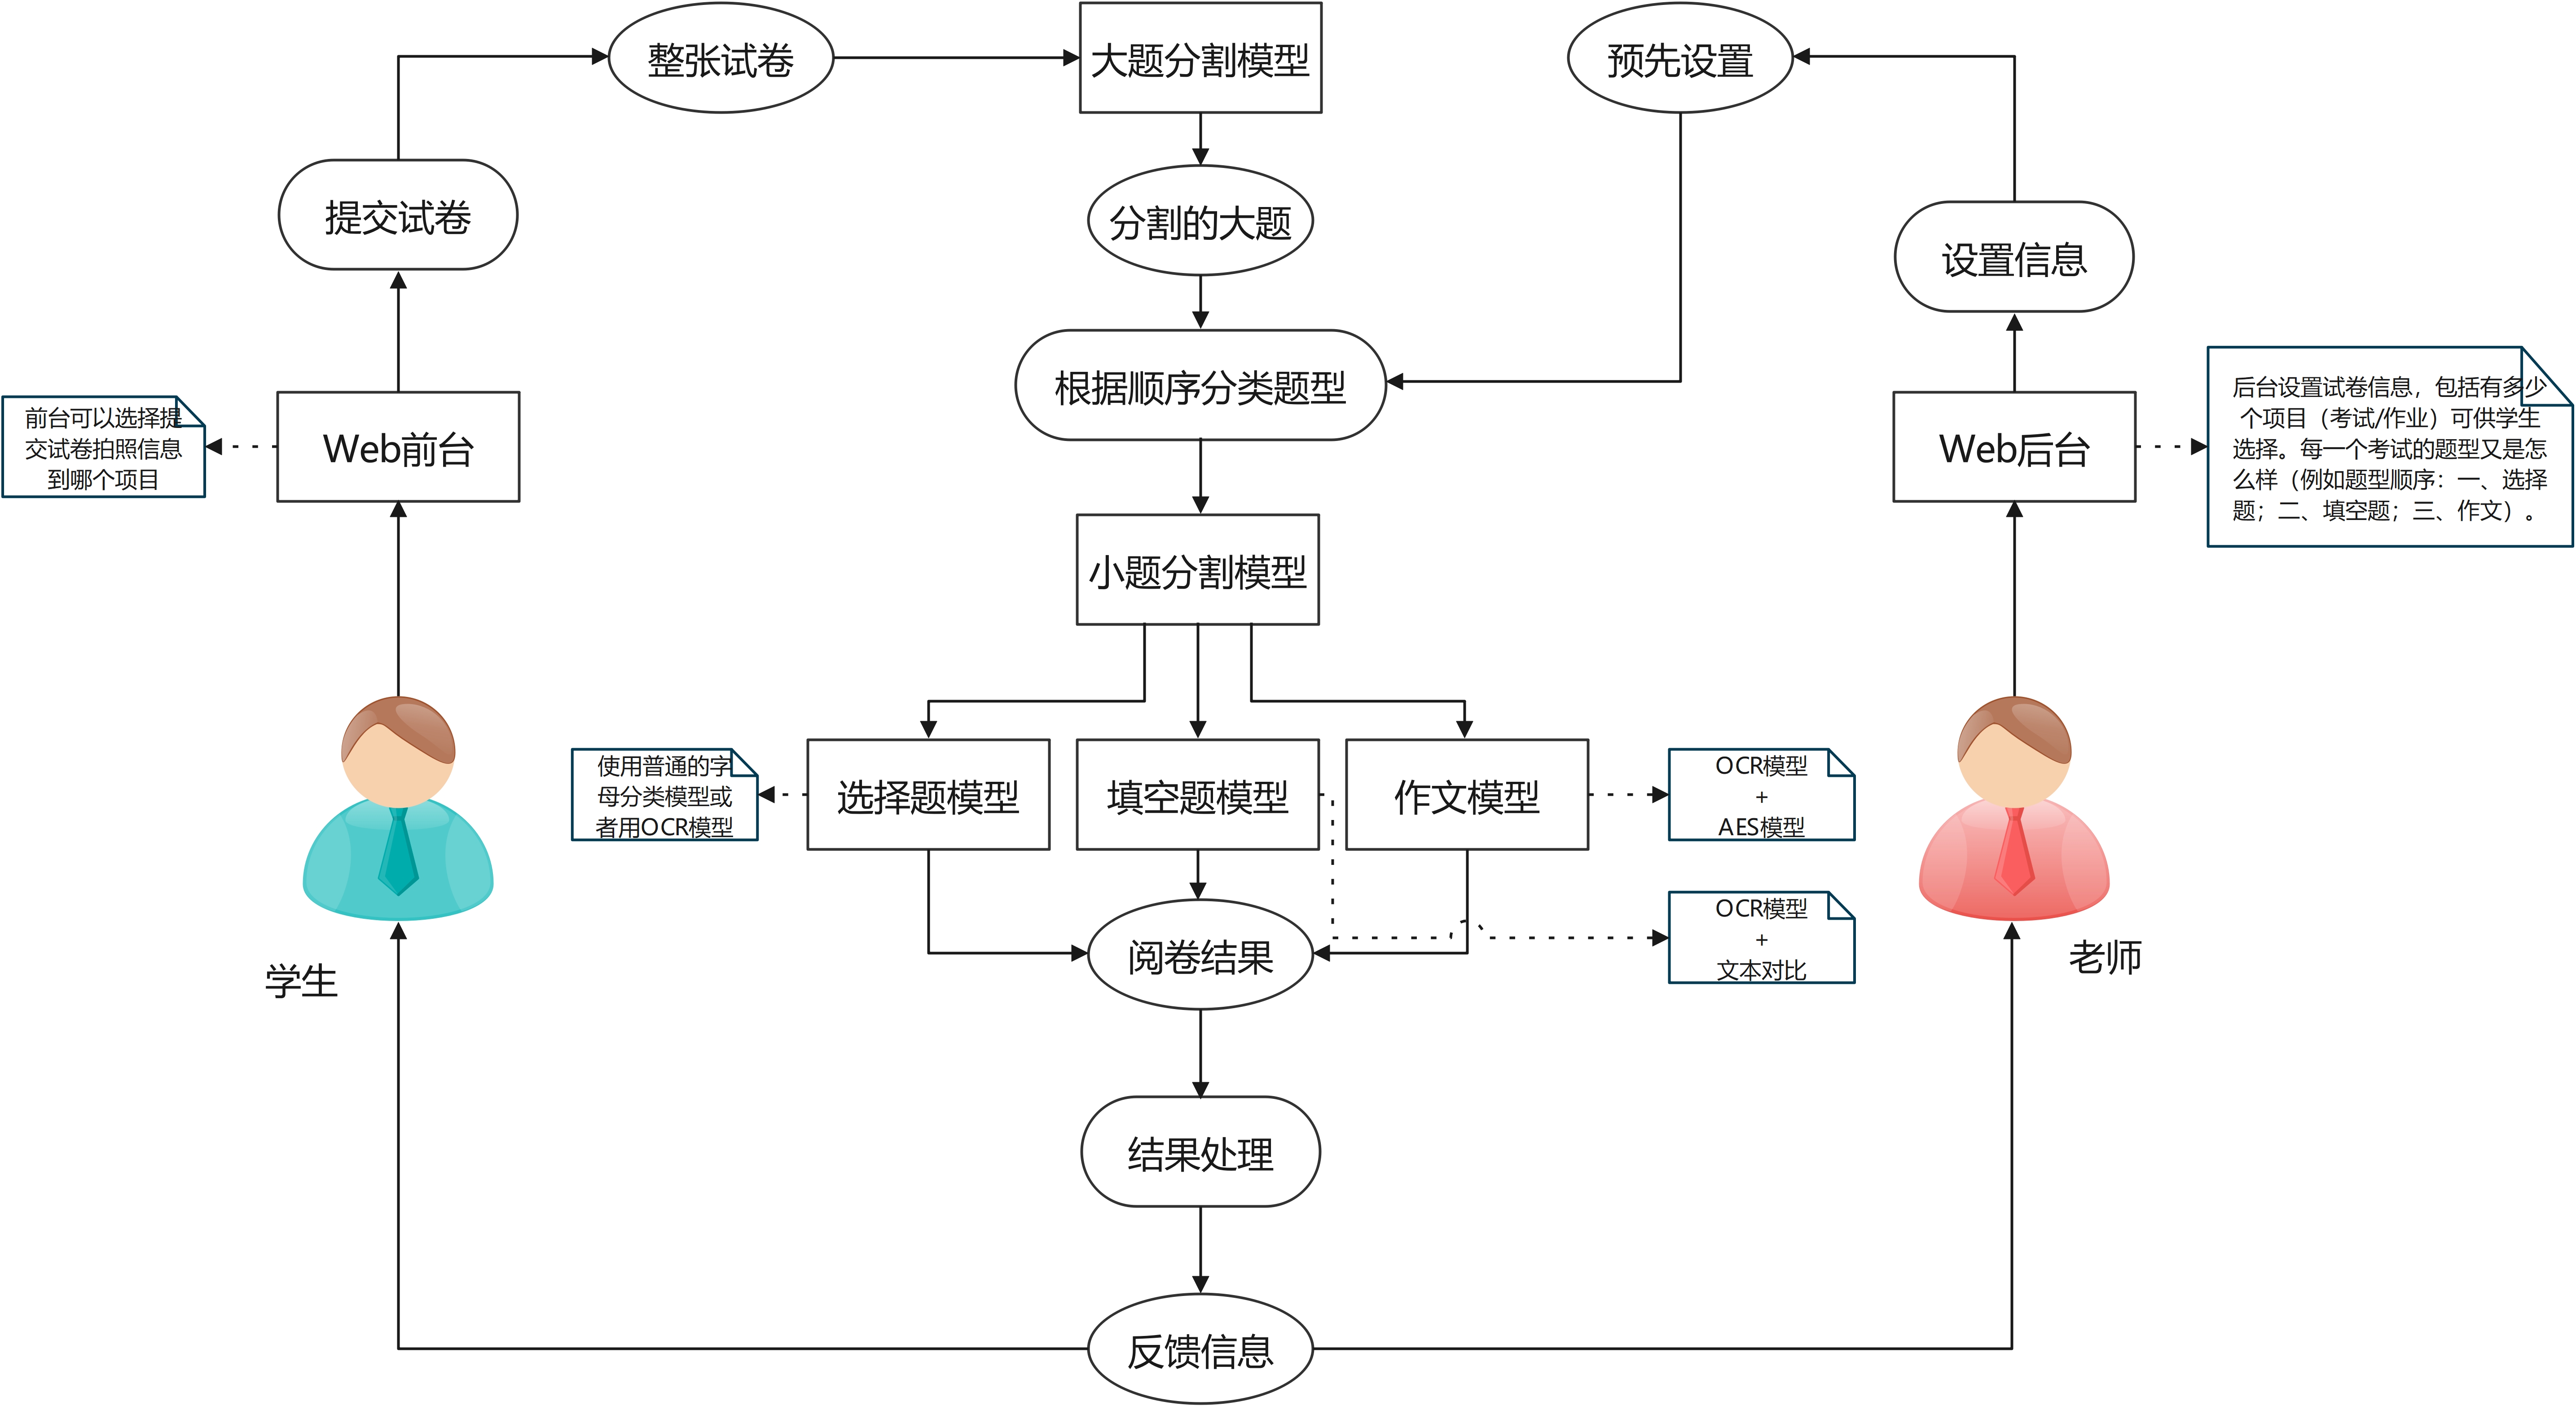 整张试卷
大题分割模型
预先设置
提交试卷
分割的大题
设置信息
根据顺序分类题型
前台可以选择提
交试卷拍照信息
到哪个项目
Web前台
Web后台
后台设置试卷信息，包括有多少
个项目（考试/作业）可供学生
选择。每一个考试的题型又是怎
么样（例如题型顺序：一、选择
题；二、填空题；三、作文）。
小题分割模型
使用普通的字
母分类模型或
者用OCR模型
选择题模型
填空题模型
作文模型
OCR模型
+
AES模型
OCR模型
+
文本对比
阅卷结果
学生
老师
结果处理
反馈信息